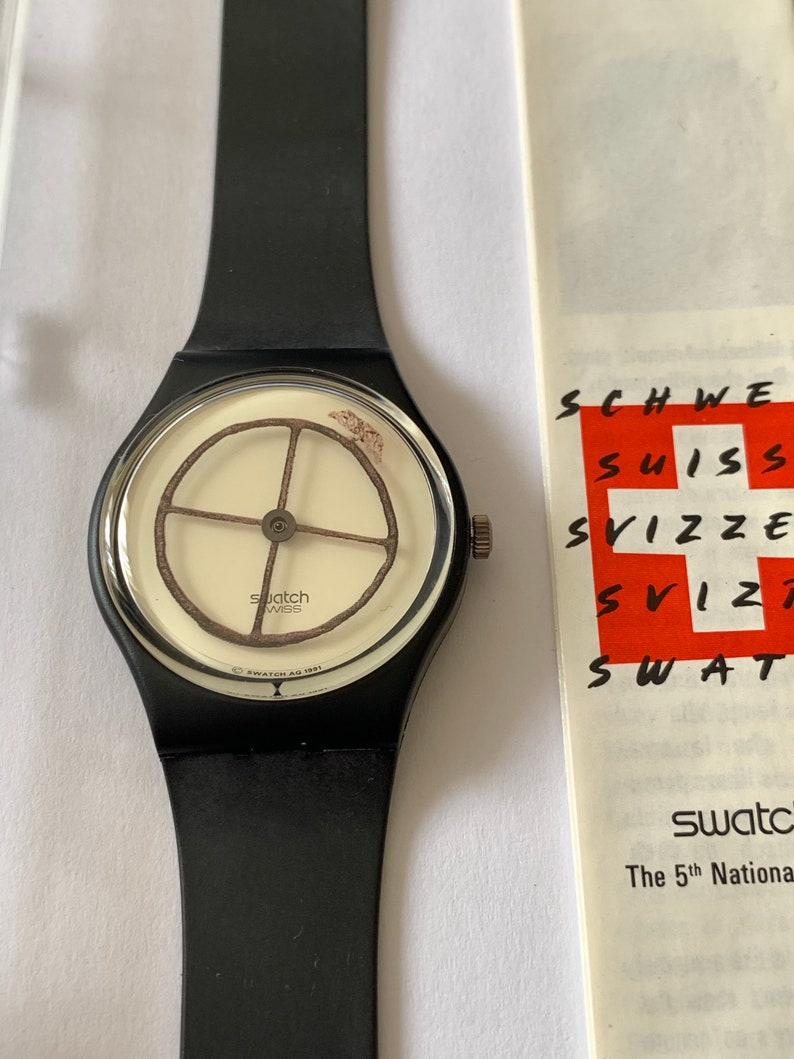 swatch
SWISS
© SWATCH AG 1991
SCHWE
SUISS
SVIZZE
SVIZ
SWAT
swatc
The 5th Nationa